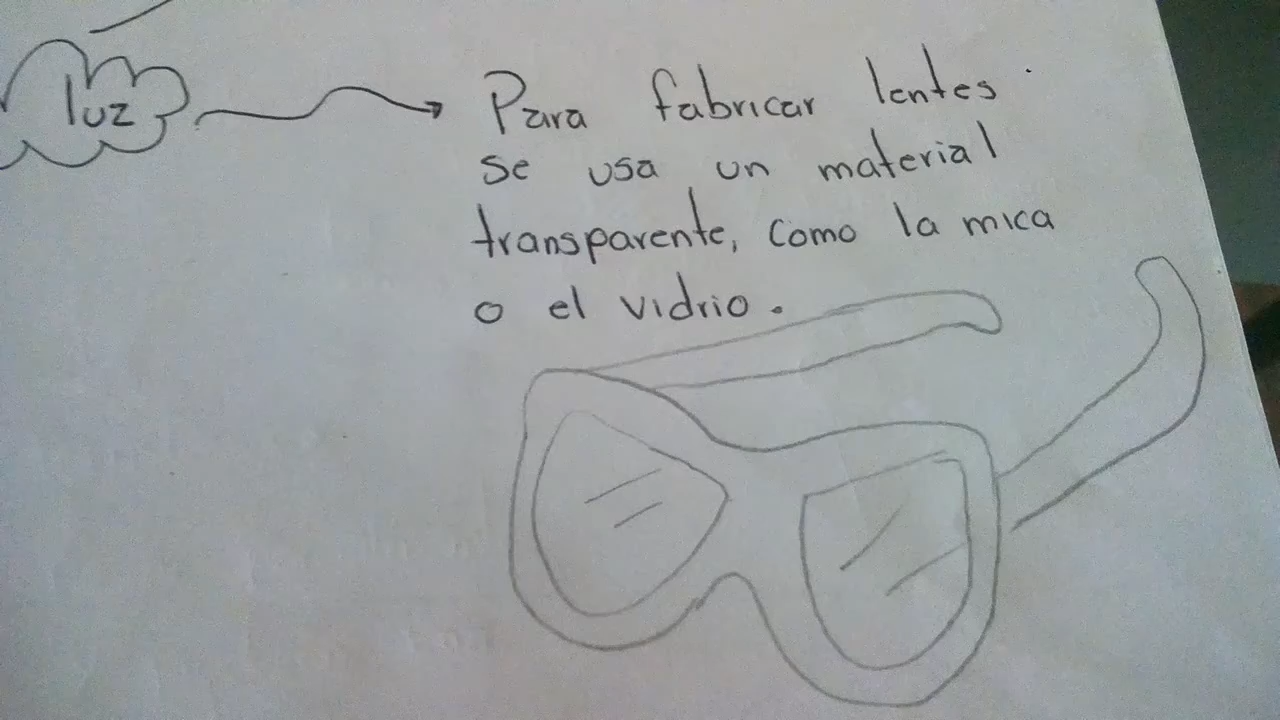 luz
Para fabricar lentes
se usa un material
transparente, como la mica
o el vidrio.